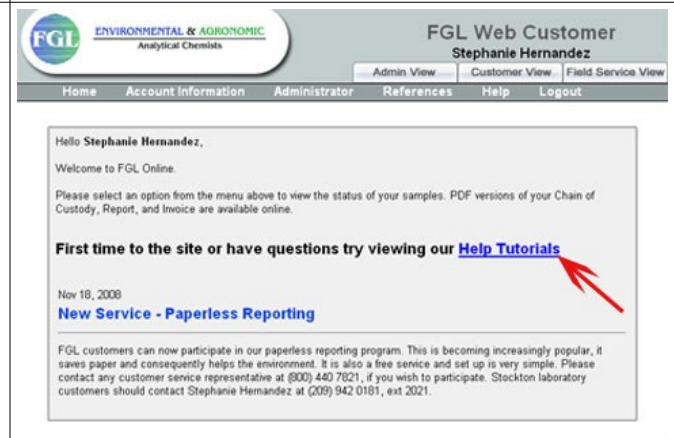 FGL
ENVIRONMENTAL & AGRONOMIC
Analytical Chemists
FGL Web Customer
Stephanie Hernandez
Admin View Customer View Field Service View
Home Account Information Administrator References Help Logout
Hello Stephanie Hernandez,
Welcome to FGL Online.
Please select an option from the menu above to view the status of your samples. PDF versions of your Chain of
Custody, Report, and Invoice are available online.
First time to the site or have questions try viewing our Help Tutorials
Nov 18, 2008
New Service - Paperless Reporting
FGL customers can now participate in our paperless reporting program. This is becoming increasingly popular, it
saves paper and consequently helps the environment. It is also a free service and set up is very simple. Please
contact any customer service representative at (800) 440 7821, if you wish to participate. Stockton laboratory
customers should contact Stephanie Hernandez at (209) 942 0181, ext 2021.